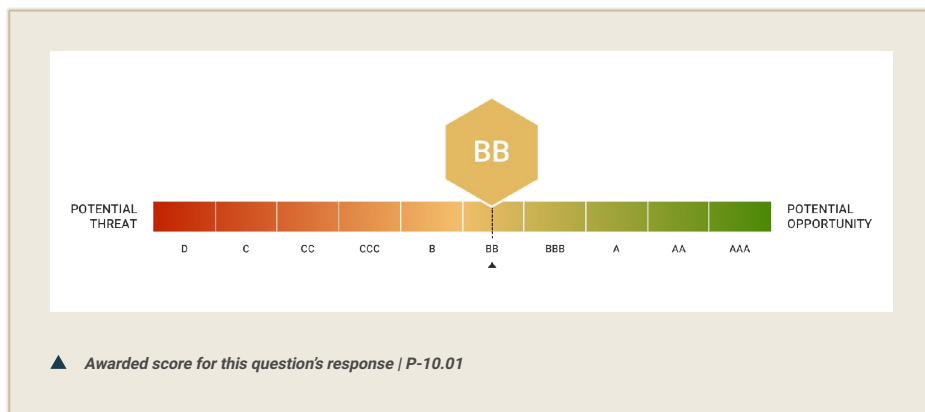 BB
POTENTIAL
THREAT
POTENTIAL
OPPORTUNITY
D C CC CCC B BB BBB A AA AAA
Awarded score for this question's response | P-10.01